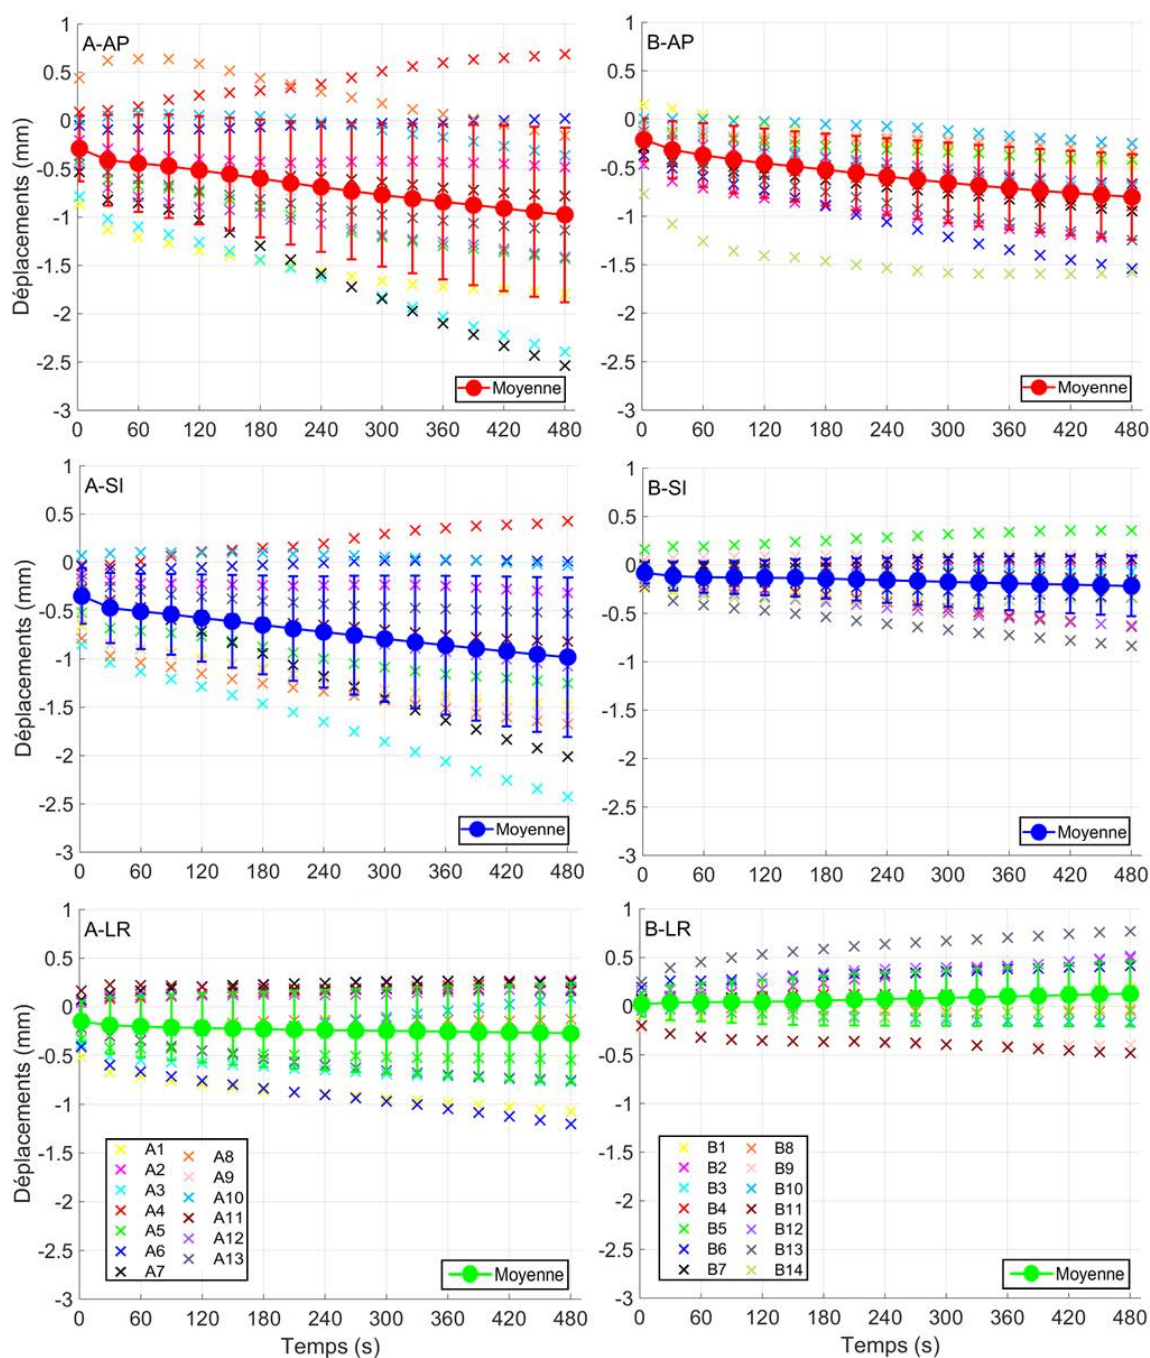 A-AP
B-AP
Déplacements (mm)
1
0.5
0
-0.5
-1
-1.5
-2
-2.5
-3
Moyenne
0 60 120 180 240 300 360 420 480
1
0.5
0
-0.5
-1
-1.5
-2
-2.5
-3
Moyenne
0 60 120 180 240 300 360 420 480
A-SI
B-SI
Déplacements (mm)
1
0.5
0
-0.5
-1
-1.5
-2
-2.5
-3
Moyenne
0 60 120 180 240 300 360 420 480
1
0.5
0
-0.5
-1
-1.5
-2
-2.5
-3
Moyenne
0 60 120 180 240 300 360 420 480
A-LR
B-LR
Déplacements (mm)
1
0.5
0
-0.5
-1
-1.5
-2
-2.5
-3
A1
A2
A3
A4
A5
A6
A7
A8
A9
A10
A11
A12
A13
Moyenne
0 60 120 180 240 300 360 420 480
Temps (s)
1
0.5
0
-0.5
-1
-1.5
-2
-2.5
-3
B1
B2
B3
B4
B5
B6
B7
B8
B9
B10
B11
B12
B13
B14
Moyenne
0 60 120 180 240 300 360 420 480
Temps (s)